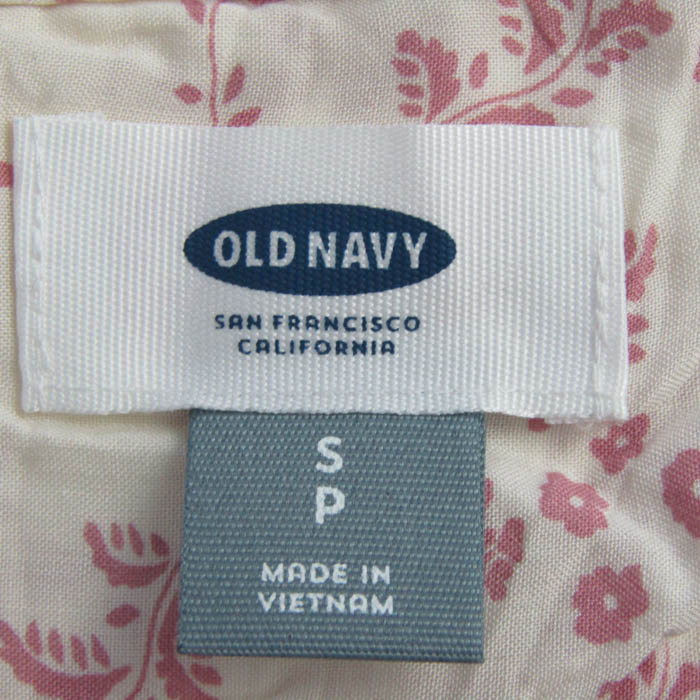 OLD NAVY
SAN FRANCISCO
CALIFORNIA
S
P
MADE IN
VIETNAM